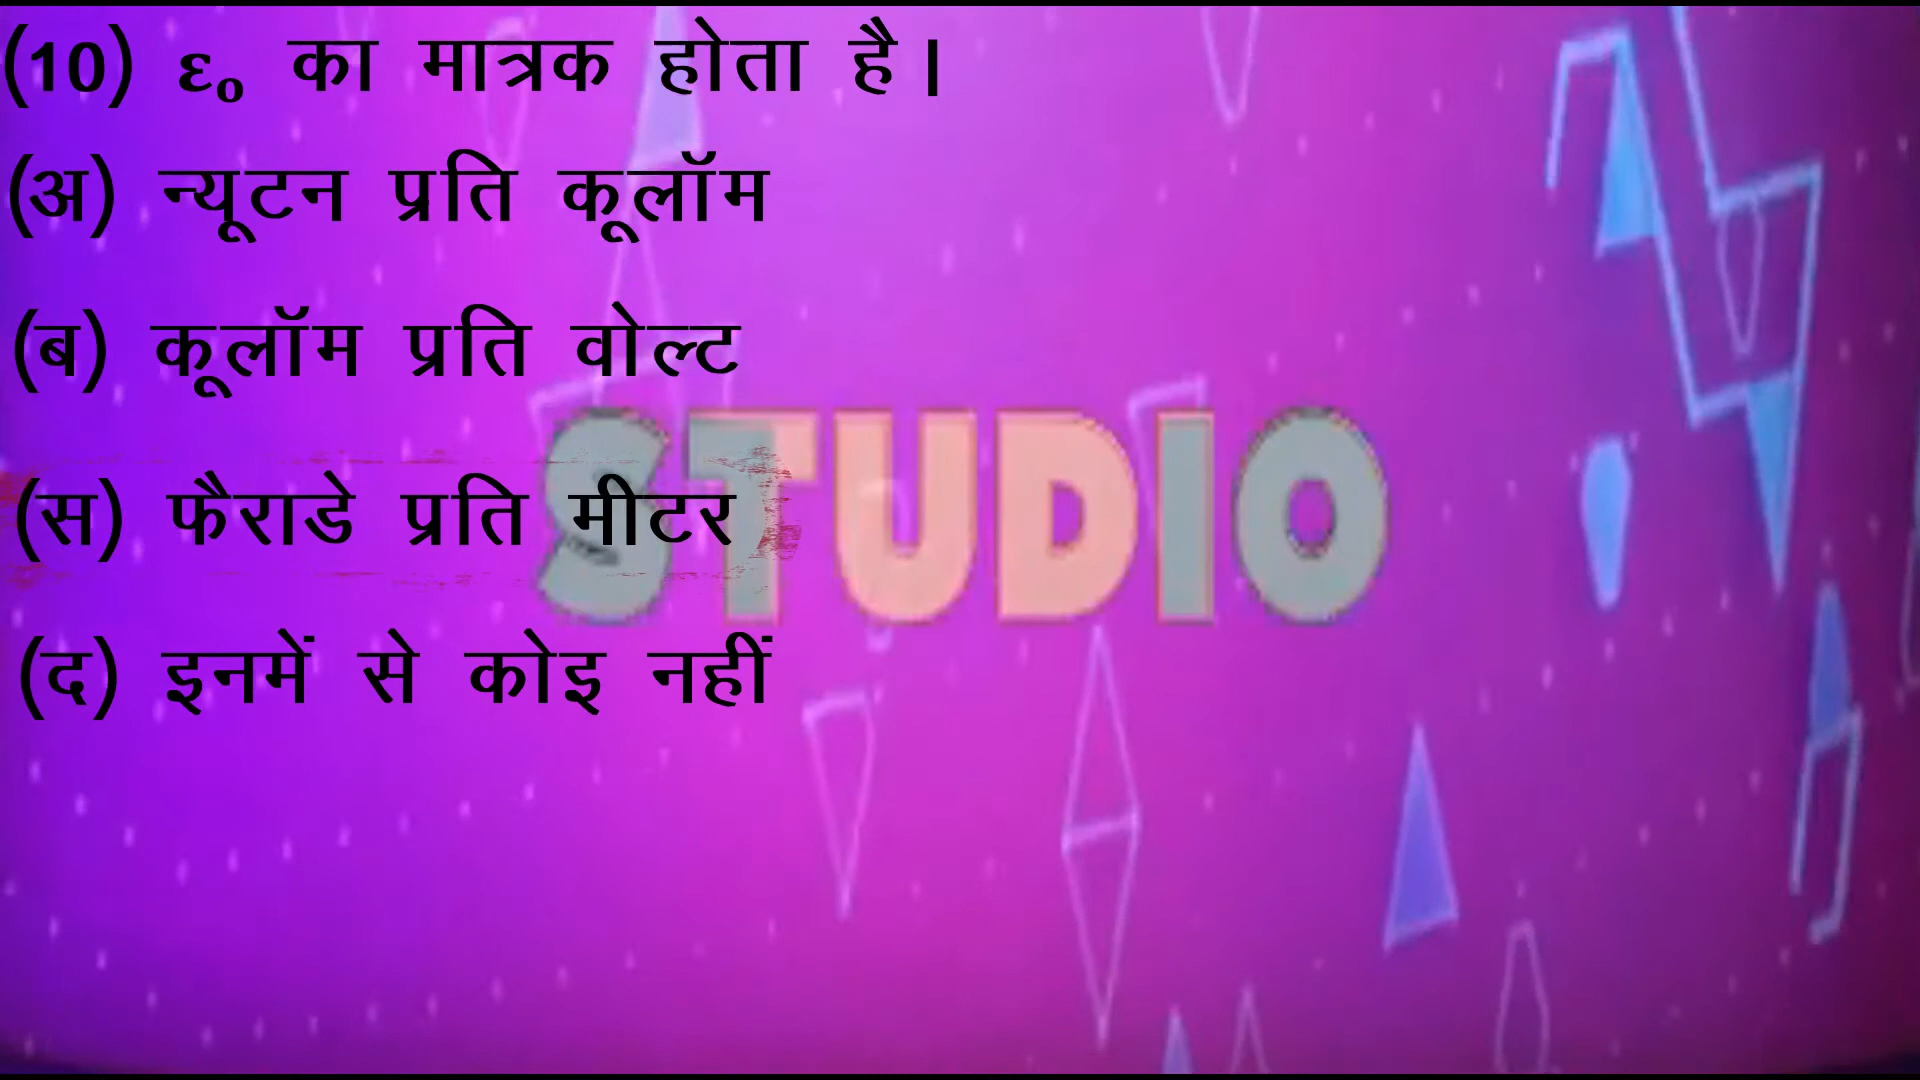 (10) ε₀ का मात्रक होता है।
(अ) न्यूटन प्रति कूलॉम
(ब) कूलॉम प्रति वोल्ट
(स) फैराडे प्रति मीटर
STUDIO
(द) इनमें से कोइ नहीं